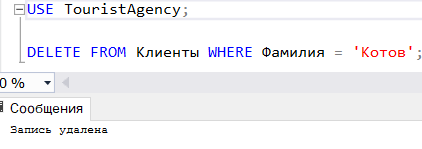 USE TouristAgency;
DELETE FROM Клиенты WHERE Фамилия = 'Котов';
0 %
Сообщения
Запись удалена